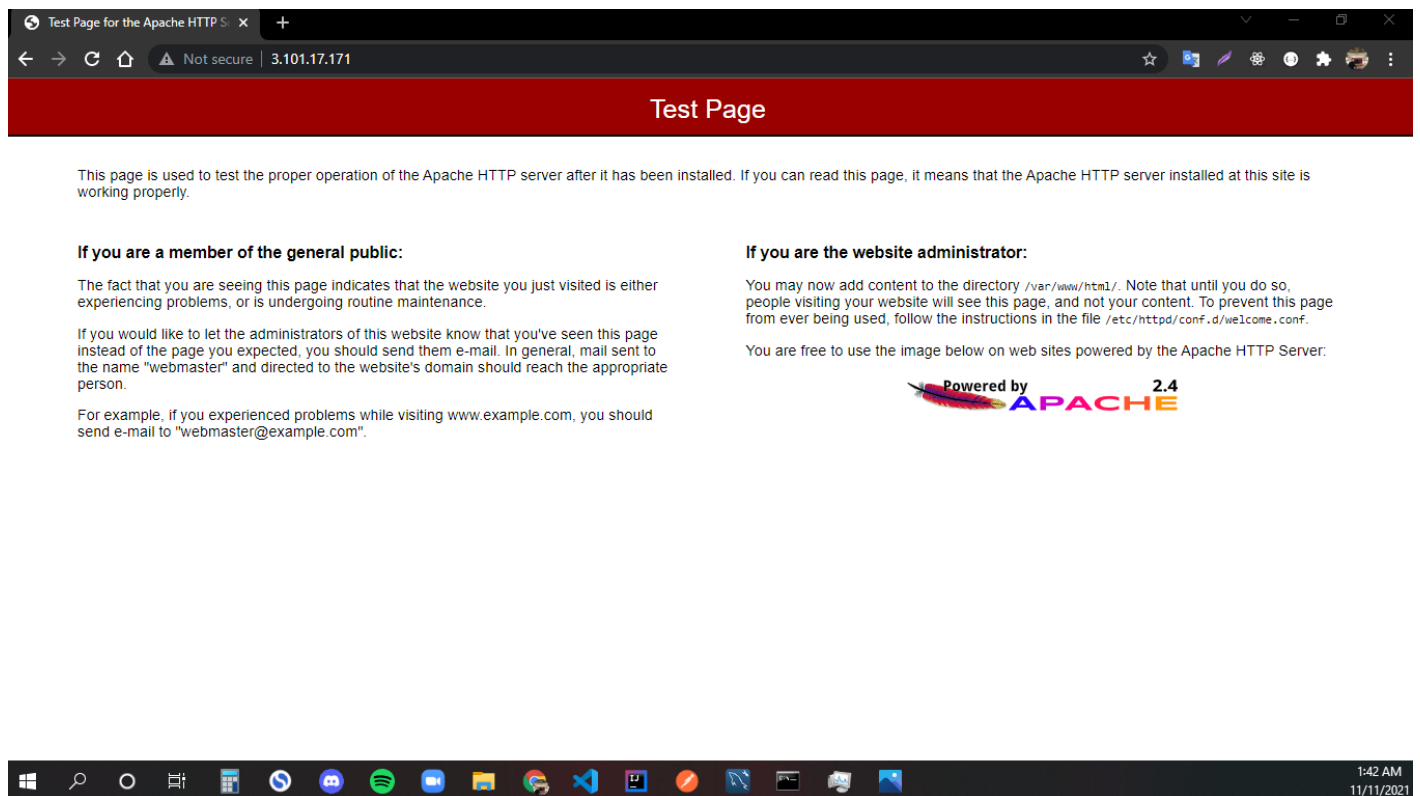 Test Page for the Apache HTTP S
Not secure
3.101.17.171
Test Page
This page is used to test the proper operation of the Apache HTTP server after it has been installed. If you can read this page, it means that the Apache HTTP server installed at this site is
working properly.
If you are a member of the general public:
The fact that you are seeing this page indicates that the website you just visited is either
experiencing problems, or is undergoing routine maintenance.
If you would like to let the administrators of this website know that you've seen this page
instead of the page you expected, you should send them e-mail. In general, mail sent to
the name "webmaster" and directed to the website's domain should reach the appropriate
person.
For example, if you experienced problems while visiting www.example.com, you should
send e-mail to "webmaster@example.com".
If you are the website administrator:
You may now add content to the directory /var/www/html/. Note that until you do so,
people visiting your website will see this page, and not your content. To prevent this page
from ever being used, follow the instructions in the file /etc/httpd/conf.d/welcome.conf.
You are free to use the image below on web sites powered by the Apache HTTP Server:
Powered by 2.4
APACHE
1:42 AM
11/11/2021